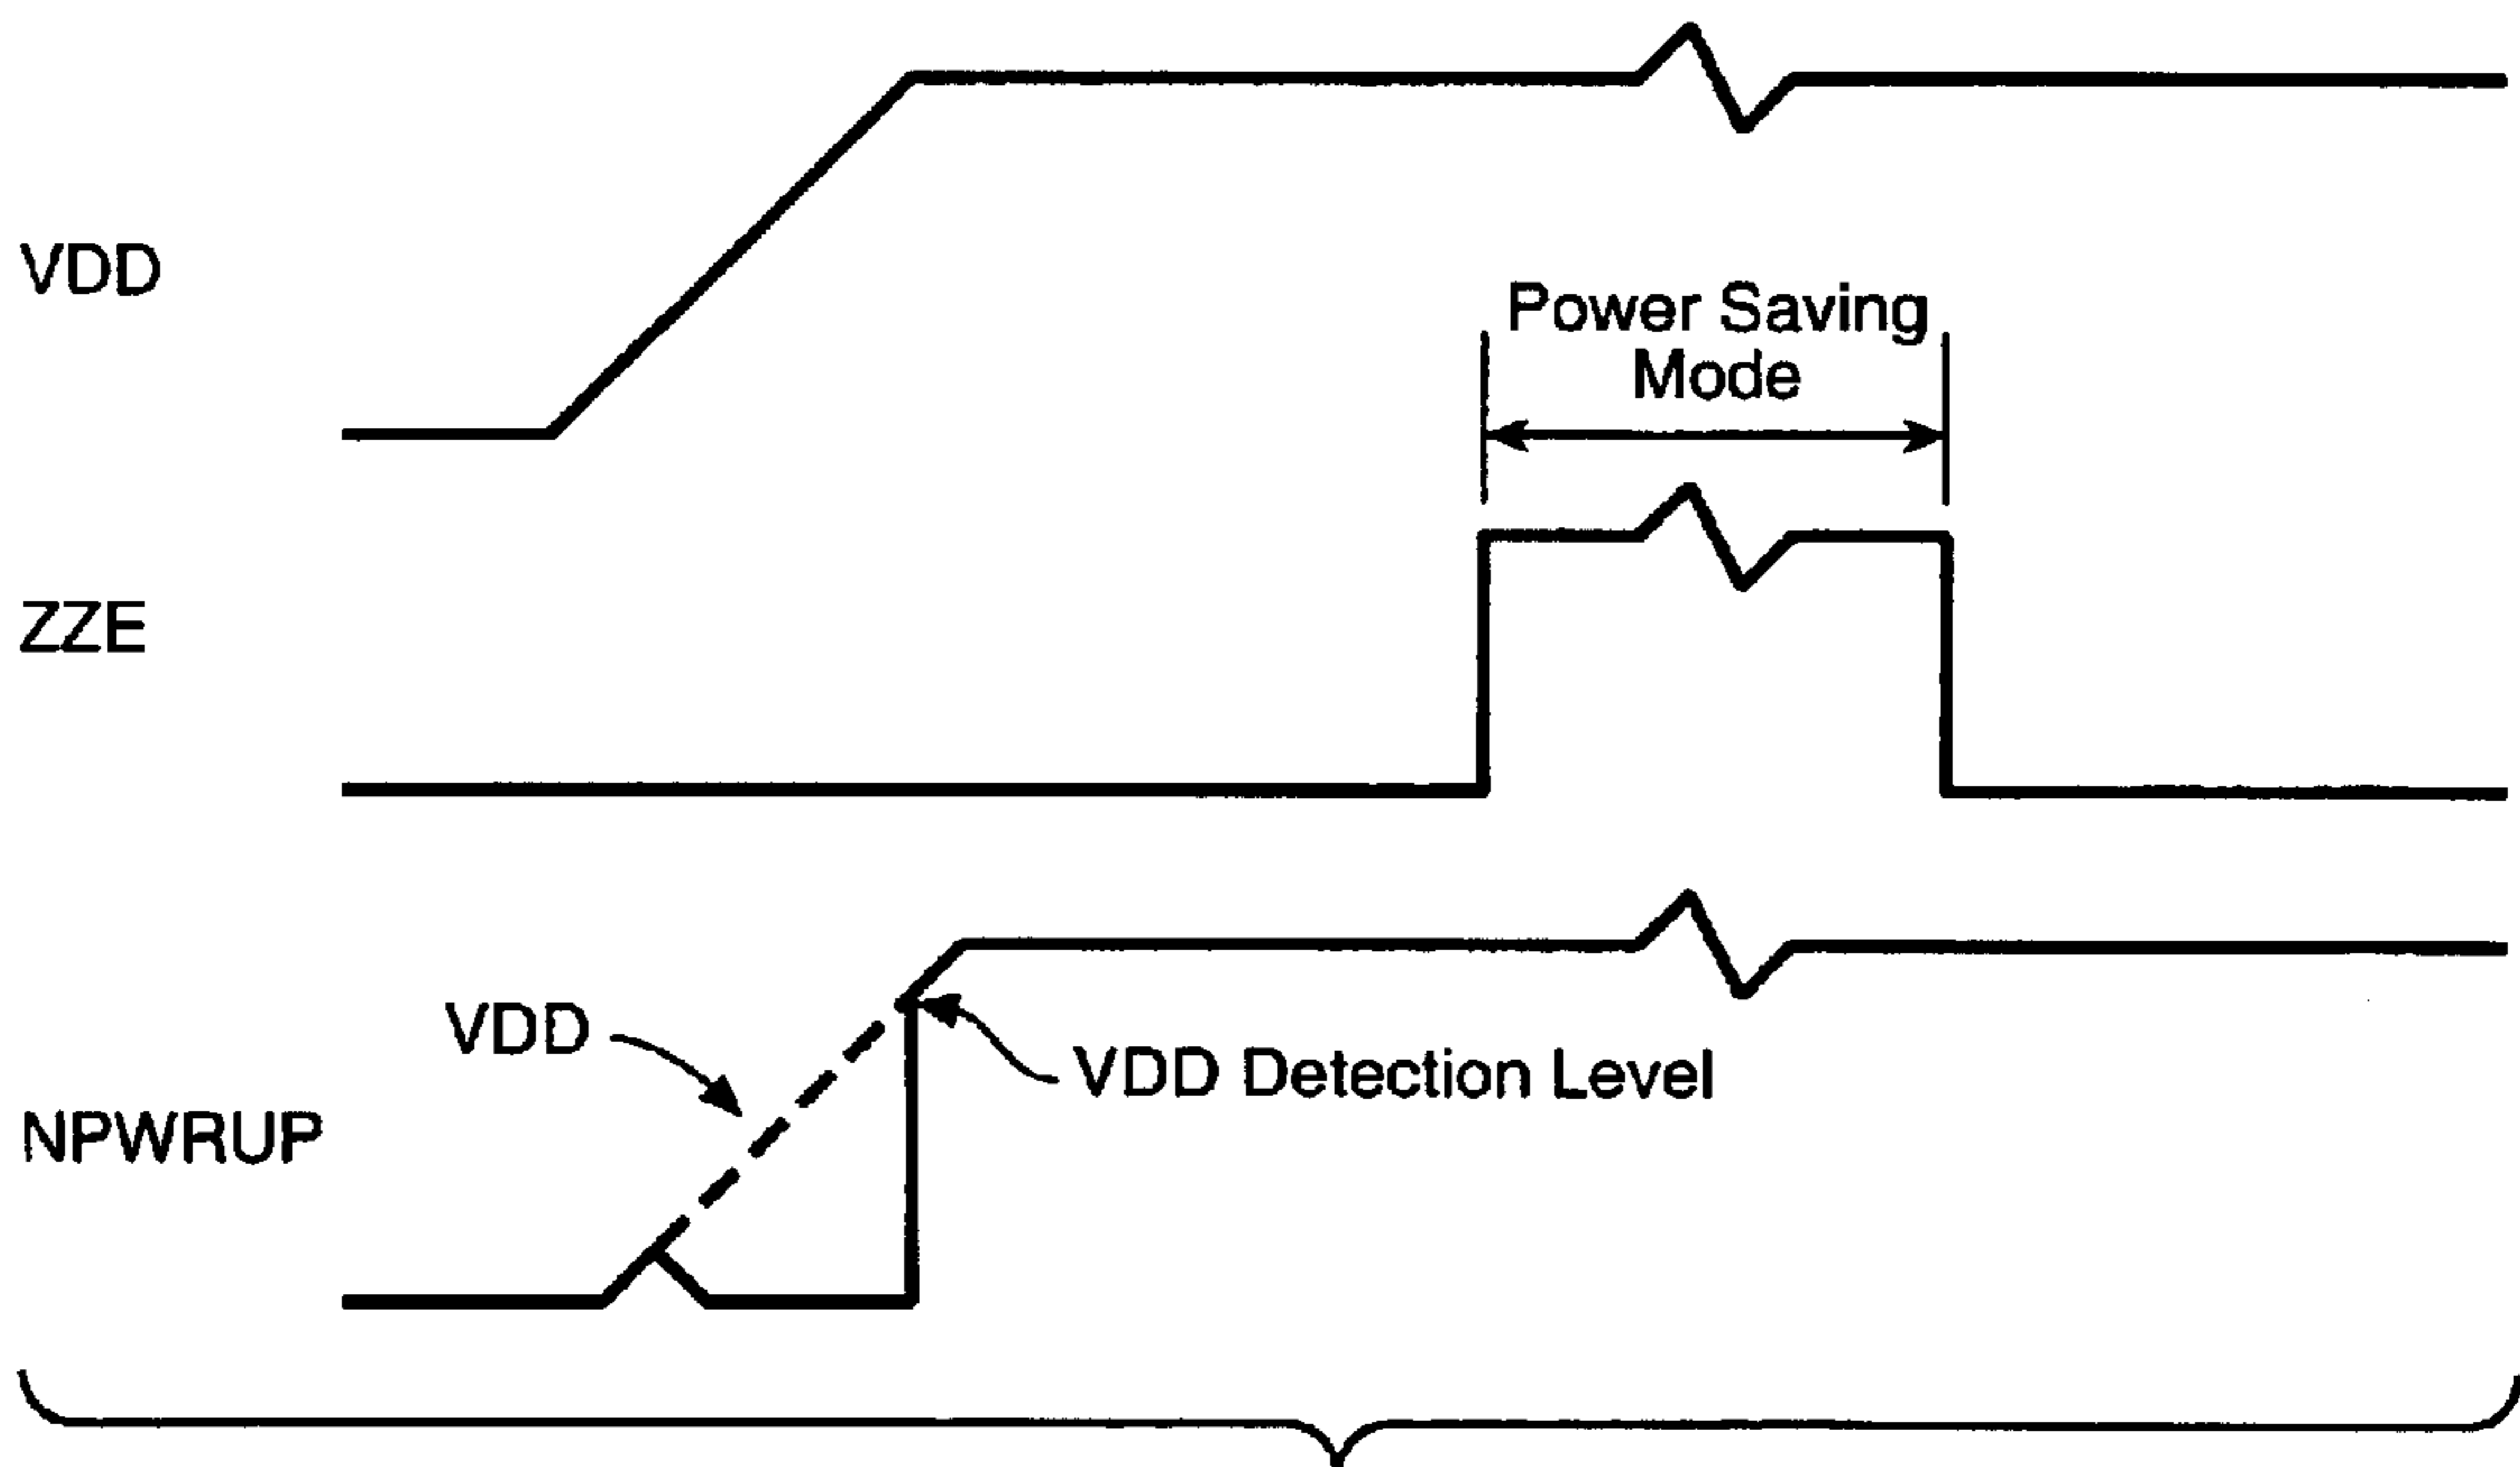 VDD
Power Saving
Mode
ZZE
VDD
VDD Detection Level
NPWRUP